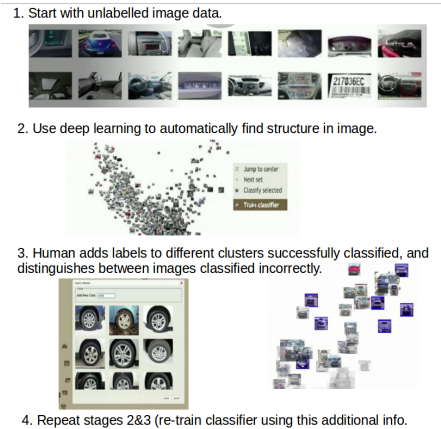 1. Start with unlabelled image data.
217036EC
2. Use deep learning to automatically find structure in image.
Jump to center
Next set
Classify selected
Train classifier
3. Human adds labels to different clusters successfully classified, and
distinguishes between images classified incorrectly.
4. Repeat stages 2&3 (re-train classifier using this additional info.